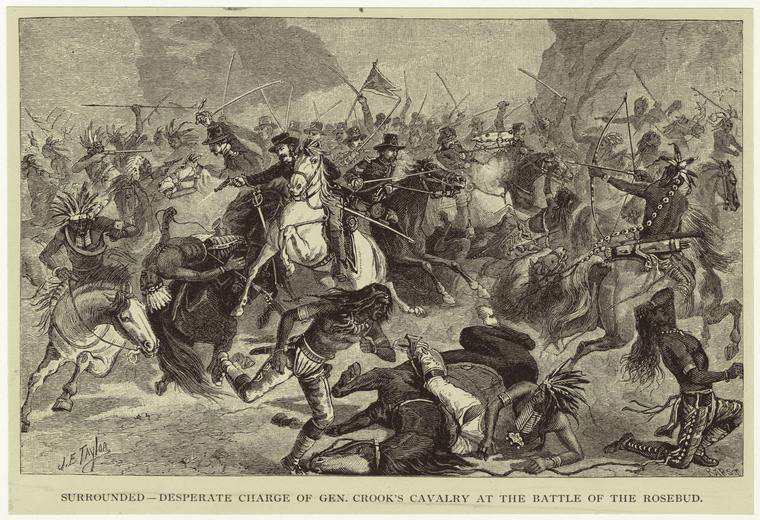 J. E. Taylor
SURROUNDED—DESPERATE CHARGE OF GEN. CROOK'S CAVALRY AT THE BATTLE OF THE ROSEBUD.